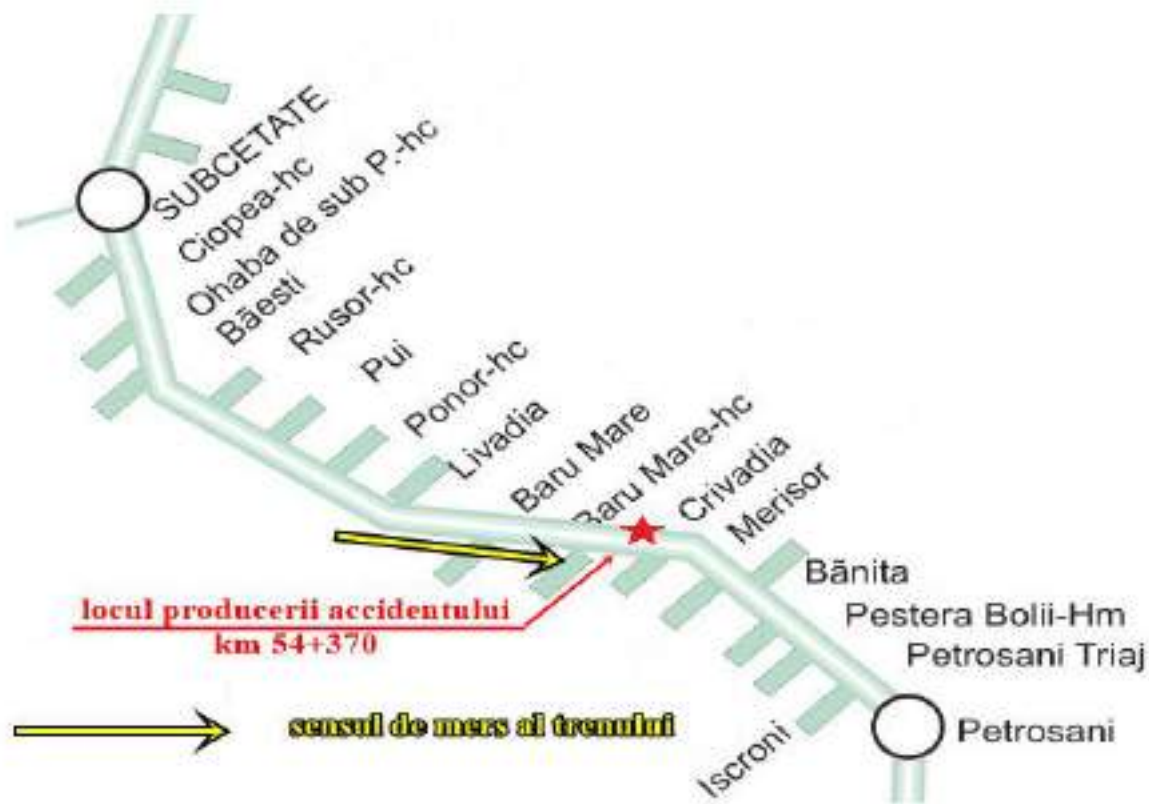 SUBCETATE
Ciopea-hc
Ohaba de sub P.-hc
Băesti
Rusor-hc
Pui
Ponor-hc
Livadia
Baru Mare
Baru Mare-hc
Crivadia
Merisor
Bănita
Pestera Bolii-Hm
Petrosani Triaj
Petrosani
Iscroni
locul producerii accidentului
km 54+370
sensul de mers al trenului